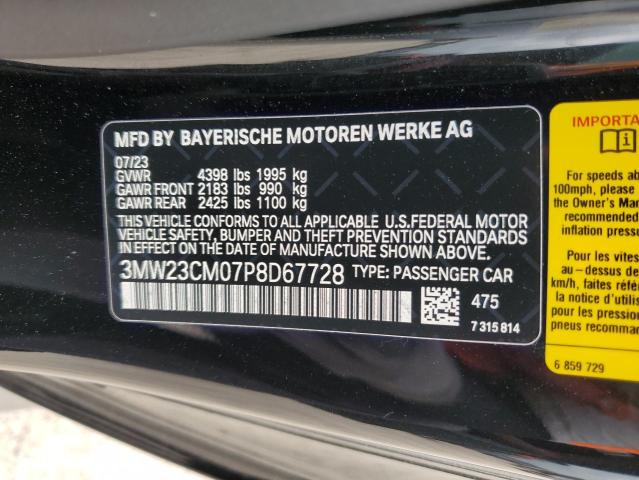 MFD BY BAYERISCHE MOTOREN WERKE AG
07/23
GVWR 4398 lbs 1995 kg
GAWR FRONT 2183 lbs 990 kg
GAWR REAR 2425 lbs 1100 kg
THIS VEHICLE CONFORMS TO ALL APPLICABLE U.S.FEDERAL MOTOR
VEHICLE SAFETY, BUMPER AND THEFT PREVENTION STANDARDS
IN EFFECT ON THE DATE OF MANUFACTURE SHOWN ABOVE.
3MW23CM07P8D67728 TYPE: PASSENGER CAR
475
7 315 814
IMPORTA
For speeds ab
100mph, please
the Owner's Man
recommended
inflation pressu
Pour les vites
au-dessus de
km/h, faites réfé
la notice d'utilis
pour les pression
pneus recomman
6 859 729